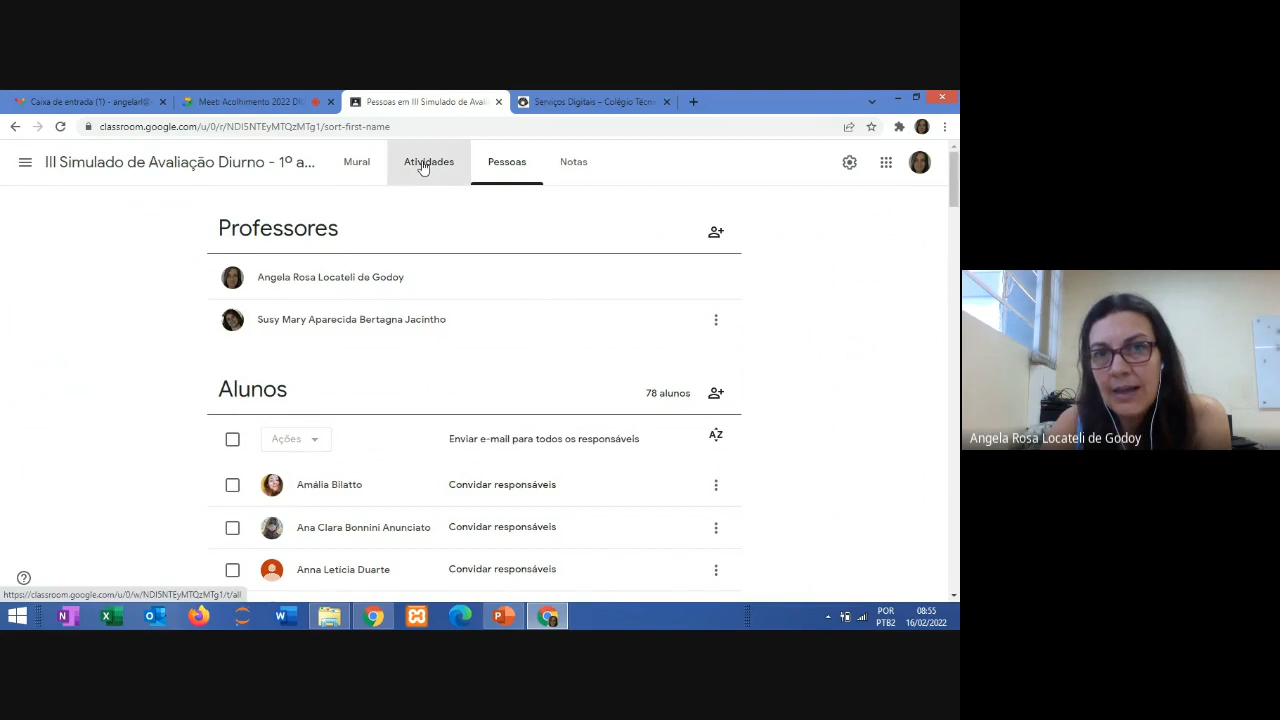 Caixa de entrada (1) - angelarl@
Meet: Acolhimento 2022 DI
Pessoas em III Simulado de Avali
Serviços Digitais – Colégio Técni
classroom.google.com/u/0/r/NDI5NTEyMTQzMTg1/sort-first-name
III Simulado de Avaliação Diurno - 1º a...
Mural
Atividades
Pessoas
Notas
Professores
Angela Rosa Locateli de Godoy
Susy Mary Aparecida Bertagna Jacintho
Alunos
78 alunos
Ações
Enviar e-mail para todos os responsáveis
Amália Bilatto
Convidar responsáveis
Ana Clara Bonnini Anunciato
Convidar responsáveis
Anna Letícia Duarte
Convidar responsáveis
https://classroom.google.com/u/0/w/NDI5NTEyMTQzMTg1/t/all
POR
PTB2
08:55
16/02/2022
Angela Rosa Locateli de Godoy